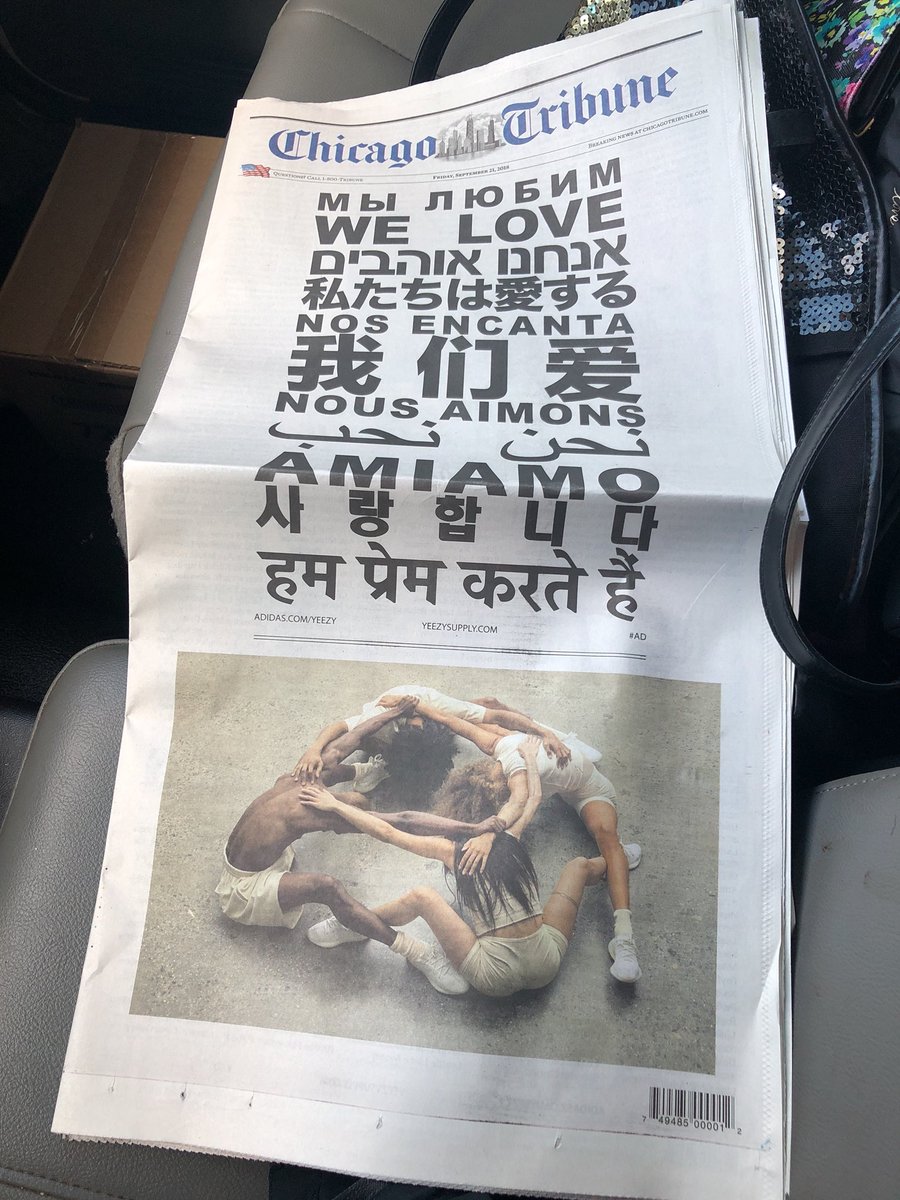 Chicago Tribune
QUESTIONS? CALL 1-800-TRIBUNE
FRIDAY, SEPTEMBER 21, 2018
BREAKING NEWS AT CHICAGOTRIBUNE.COM
МЫ ЛЮБИМ
WE LOVE
אנחנו אוהבים
私たちは愛する
NOS ENCANTA
我们爱
NOUS AIMONS
نحن نحب
AMIAMO
사랑합니다
हम प्रेम करते हैं
ADIDAS.COM/YEEZY YEEZYSUPPLY.COM #AD
7 49485 00001 2